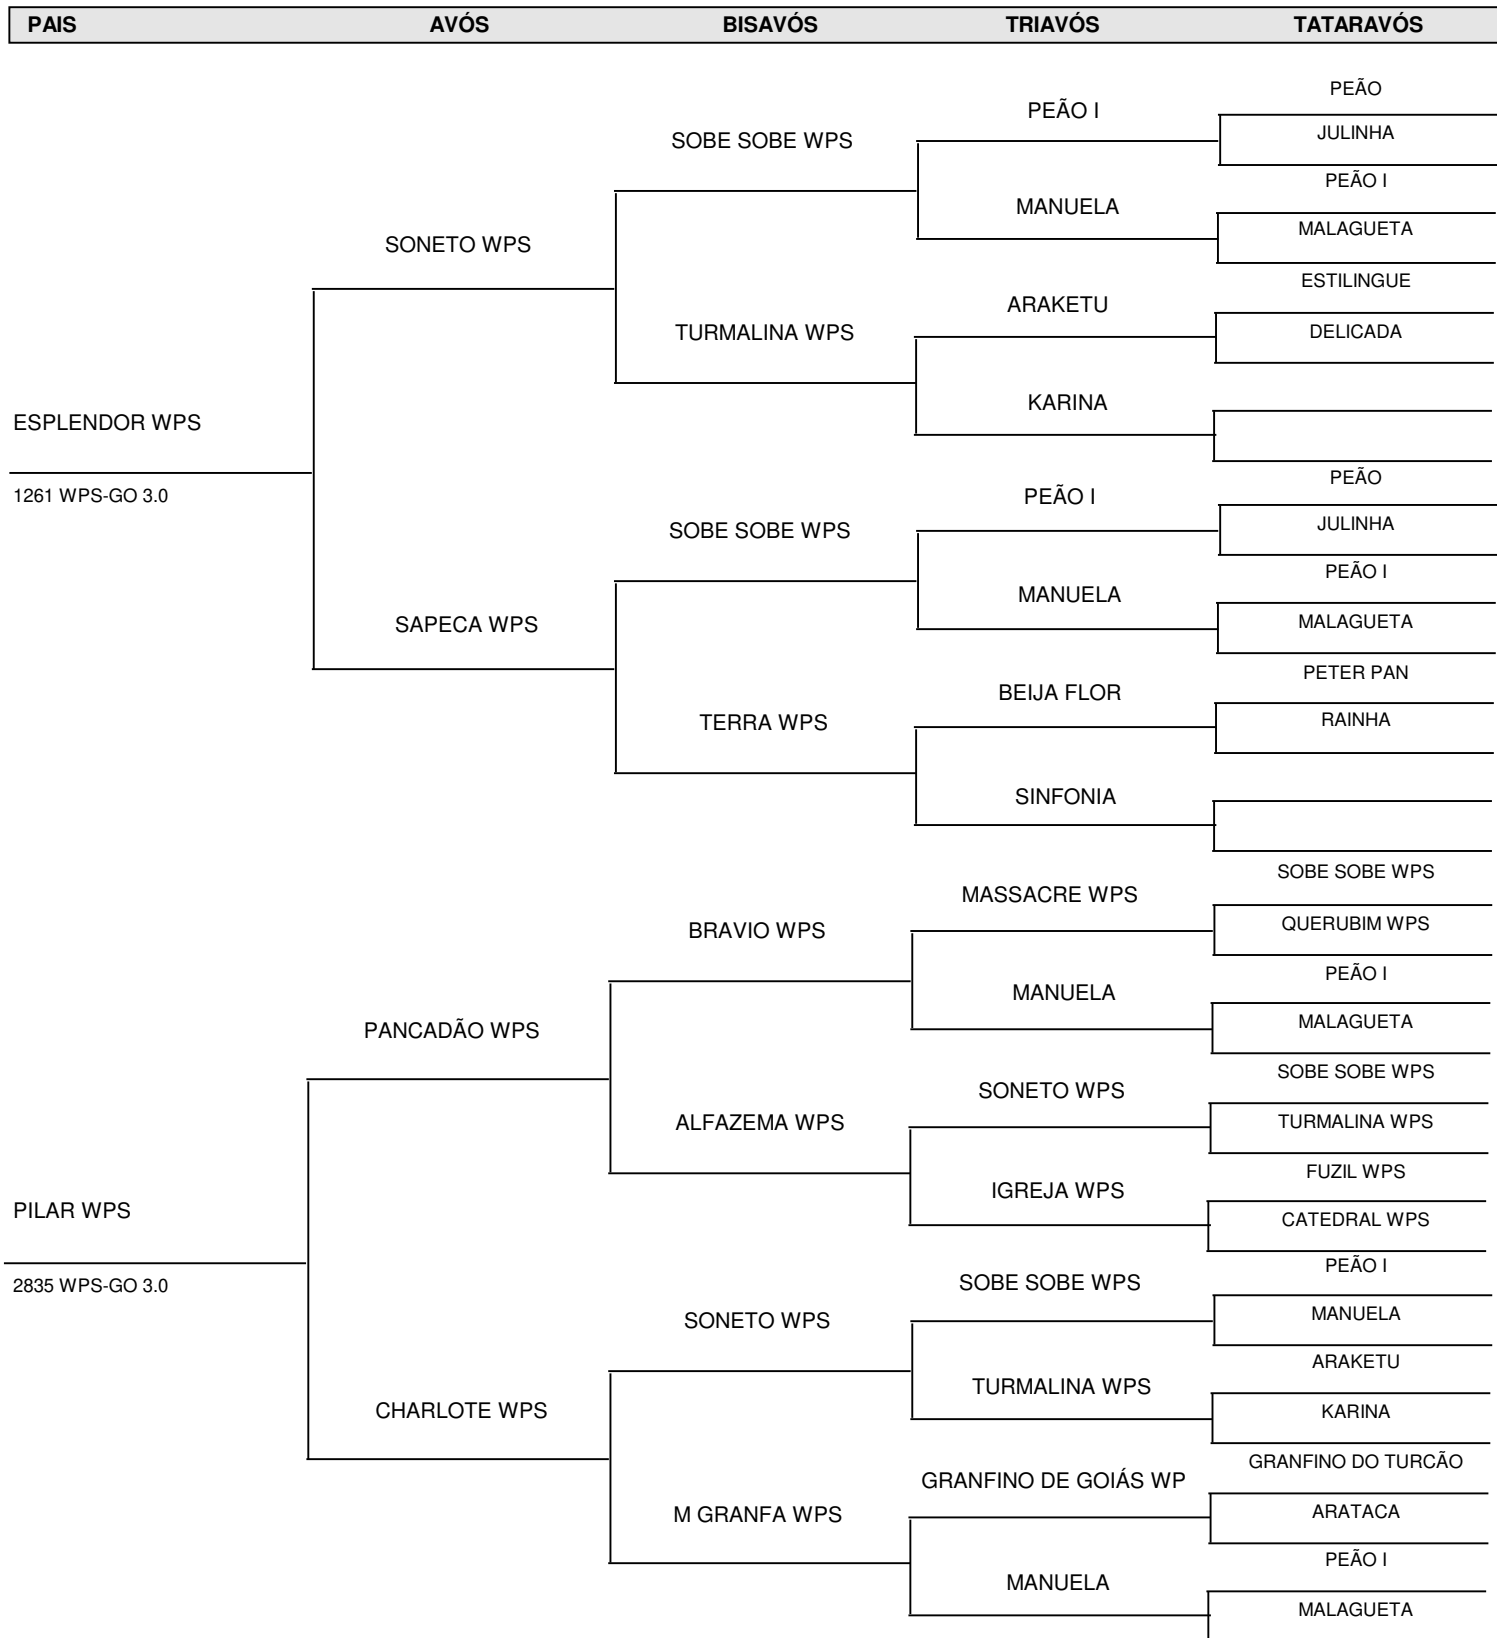 PAIS AVÓS BISAVÓS TRIAVÓS TATARAVÓS
PEÃO
PEÃO I
JULINHA
SOBE SOBE WPS
PEÃO I
MANUELA
MALAGUETA
SONETO WPS
ESTILINGUE
ARAKETU
DELICADA
TURMALINA WPS
KARINA
ESPLENDOR WPS
PEÃO
1261 WPS-GO 3.0
PEÃO I
JULINHA
SOBE SOBE WPS
PEÃO I
MANUELA
MALAGUETA
SAPECA WPS
PETER PAN
BEIJA FLOR
RAINHA
TERRA WPS
SINFONIA
SOBE SOBE WPS
MASSACRE WPS
QUERUBIM WPS
BRAVIO WPS
PEÃO I
MANUELA
MALAGUETA
PANCADÃO WPS
SOBE SOBE WPS
SONETO WPS
TURMALINA WPS
ALFAZEMA WPS
FUZIL WPS
IGREJA WPS
CATEDRAL WPS
PILAR WPS
PEÃO I
2835 WPS-GO 3.0
SOBE SOBE WPS
MANUELA
SONETO WPS
ARAKETU
TURMALINA WPS
KARINA
CHARLOTE WPS
GRANFINO DO TURCÃO
GRANFINO DE GOIÁS WP
ARATACA
M GRANFA WPS
PEÃO I
MANUELA
MALAGUETA